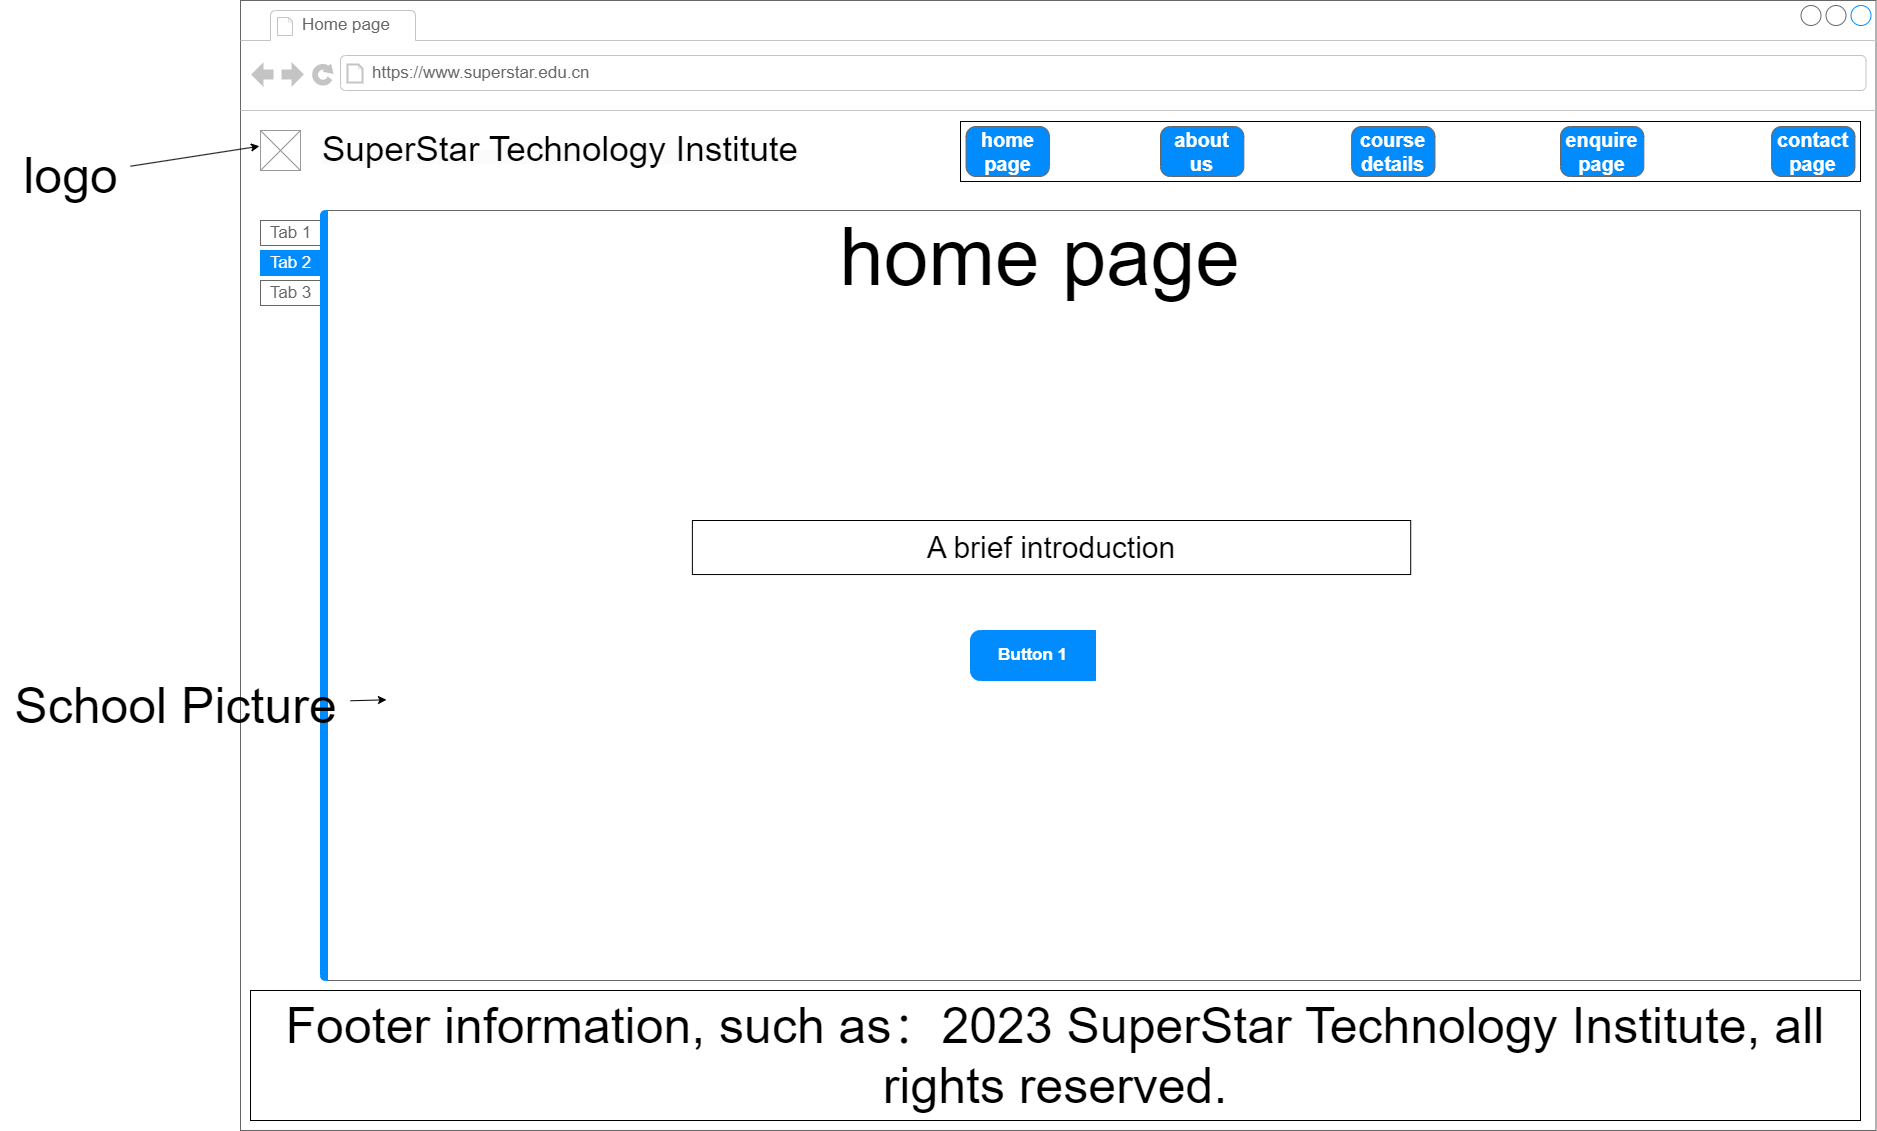 Home page
https://www.superstar.edu.cn
logo
SuperStar Technology Institute
home
page
about
us
course
details
enquire
page
contact
page
Tab 1
Tab 2
Tab 3
home page
A brief introduction
Button 1
School Picture
Footer information, such as：2023 SuperStar Technology Institute, all
rights reserved.